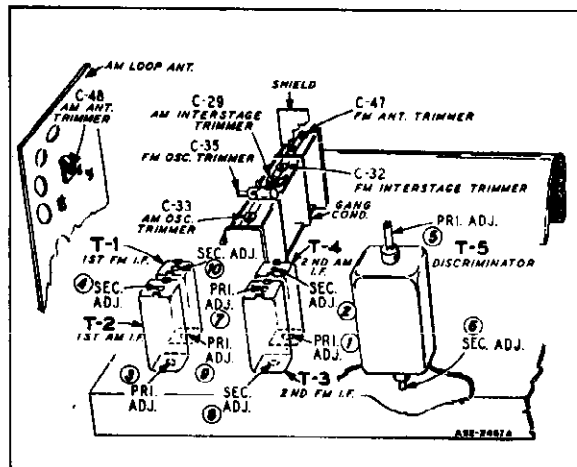 AM LOOP ANT.
C-48
AM ANT.
TRIMMER
SHIELD
C-29
AM INTERSTAGE
TRIMMER
C-47
FM ANT. TRIMMER
C-35
FM OSC. TRIMMER
C-32
FM INTERSTAGE TRIMMER
C-33
AM OSC.
TRIMMER
GANG
COND.
PRI. ADJ.
5
T-5
DISCRIMINATOR
T-1
1ST FM I.F.
SEC. ADJ.
10
T-4
2ND AM
I.F.
4
SEC.
ADJ.
PRI.
ADJ.
7
SEC.
ADJ.
2
T-2
1ST AM I.F.
PRI.
ADJ.
9
PRI.
ADJ.
1
6
SEC. ADJ.
3
PRI.
ADJ.
SEC.
ADJ.
8
T-3
2ND FM I.F.